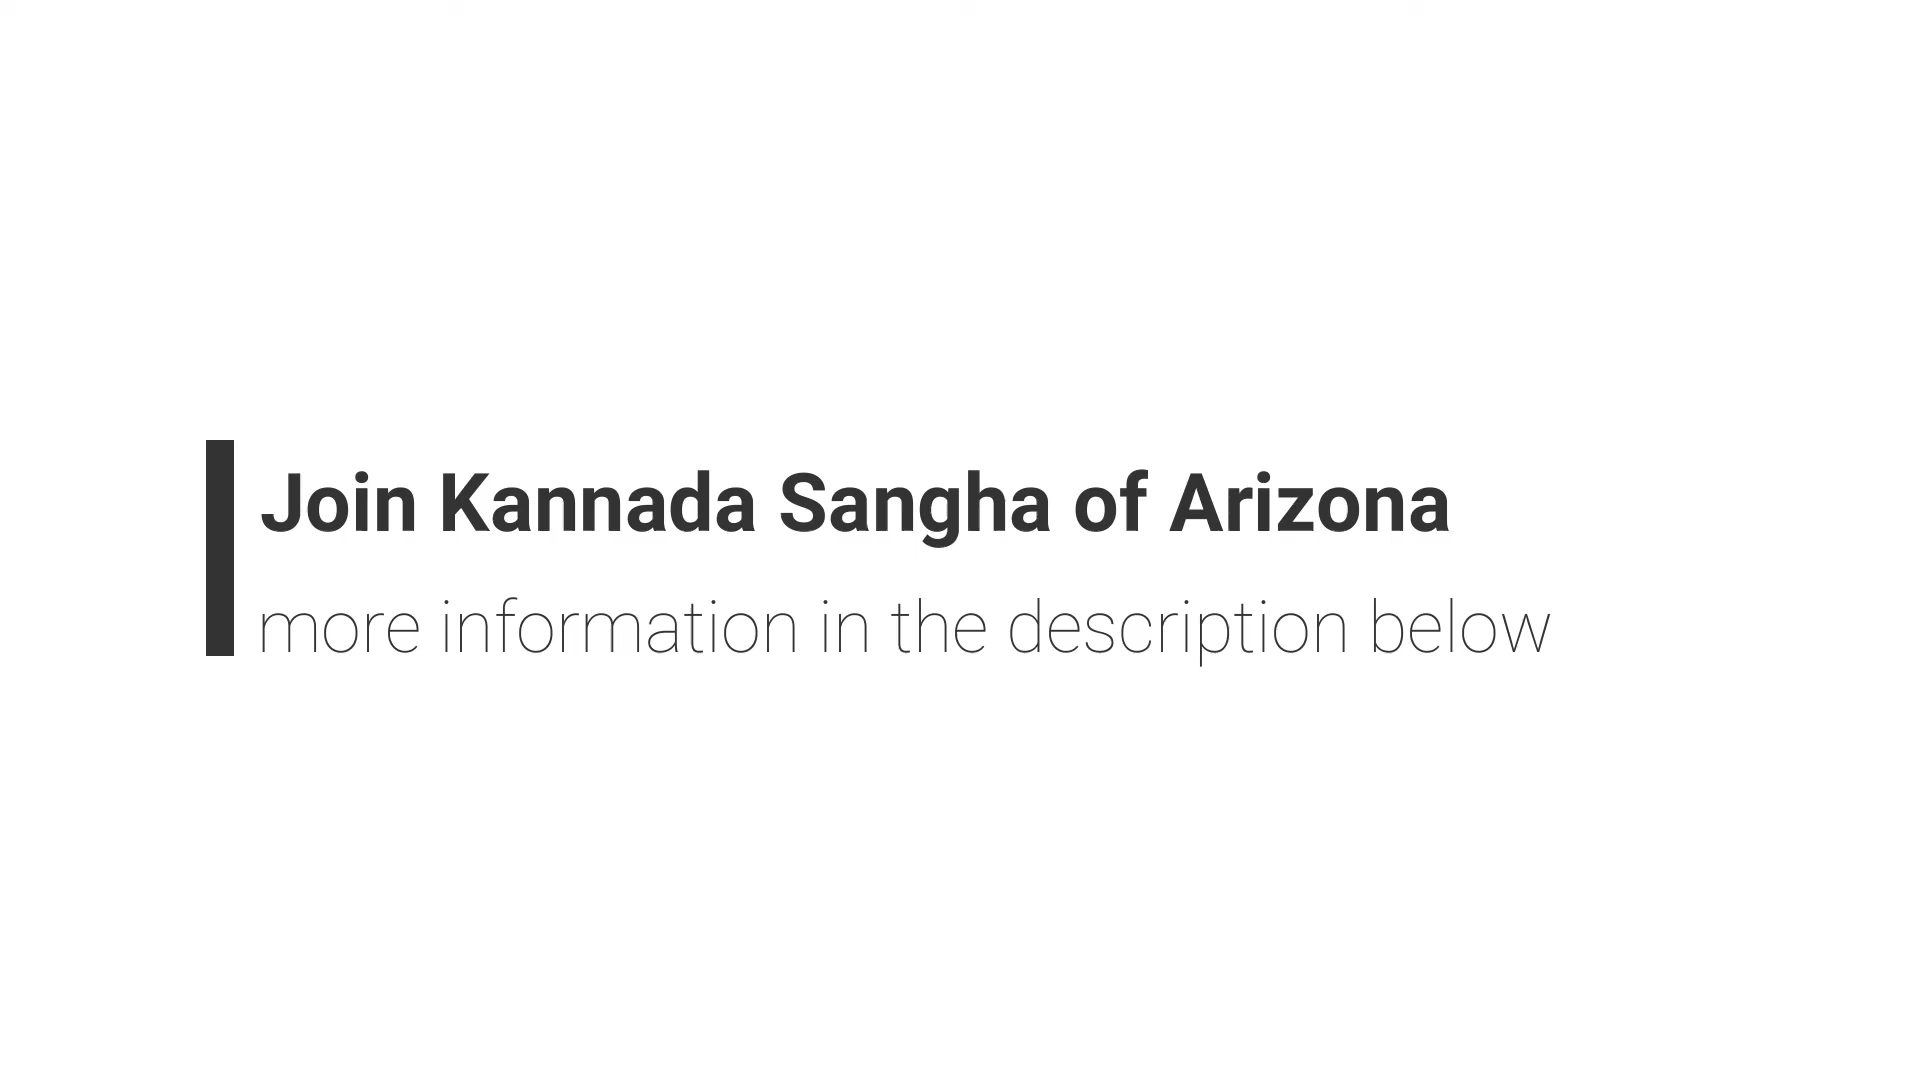 Join Kannada Sangha of Arizona
more information in the description below